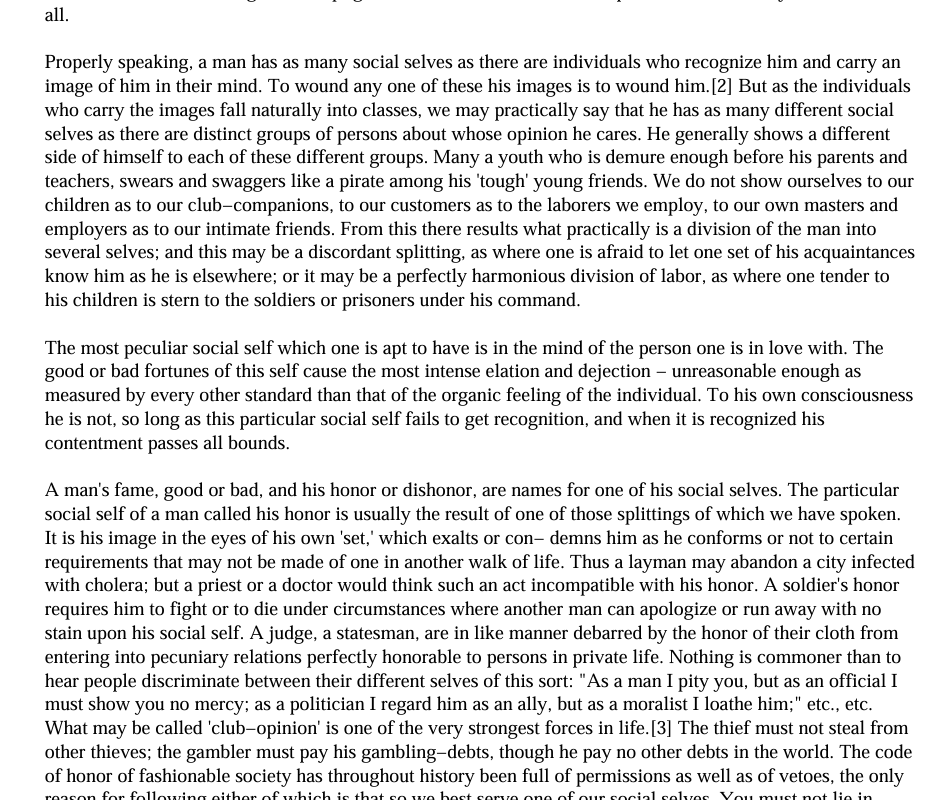 all.
Properly speaking, a man has as many social selves as there are individuals who recognize him and carry an
image of him in their mind. To wound any one of these his images is to wound him.[2] But as the individuals
who carry the images fall naturally into classes, we may practically say that he has as many different social
selves as there are distinct groups of persons about whose opinion he cares. He generally shows a different
side of himself to each of these different groups. Many a youth who is demure enough before his parents and
teachers, swears and swaggers like a pirate among his 'tough' young friends. We do not show ourselves to our
children as to our club−companions, to our customers as to the laborers we employ, to our own masters and
employers as to our intimate friends. From this there results what practically is a division of the man into
several selves; and this may be a discordant splitting, as where one is afraid to let one set of his acquaintances
know him as he is elsewhere; or it may be a perfectly harmonious division of labor, as where one tender to
his children is stern to the soldiers or prisoners under his command.
The most peculiar social self which one is apt to have is in the mind of the person one is in love with. The
good or bad fortunes of this self cause the most intense elation and dejection − unreasonable enough as
measured by every other standard than that of the organic feeling of the individual. To his own consciousness
he is not, so long as this particular social self fails to get recognition, and when it is recognized his
contentment passes all bounds.
A man's fame, good or bad, and his honor or dishonor, are names for one of his social selves. The particular
social self of a man called his honor is usually the result of one of those splittings of which we have spoken.
It is his image in the eyes of his own 'set,' which exalts or con− demns him as he conforms or not to certain
requirements that may not be made of one in another walk of life. Thus a layman may abandon a city infected
with cholera; but a priest or a doctor would think such an act incompatible with his honor. A soldier's honor
requires him to fight or to die under circumstances where another man can apologize or run away with no
stain upon his social self. A judge, a statesman, are in like manner debarred by the honor of their cloth from
entering into pecuniary relations perfectly honorable to persons in private life. Nothing is commoner than to
hear people discriminate between their different selves of this sort: "As a man I pity you, but as an official I
must show you no mercy; as a politician I regard him as an ally, but as a moralist I loathe him;" etc., etc.
What may be called 'club−opinion' is one of the very strongest forces in life.[3] The thief must not steal from
other thieves; the gambler must pay his gambling−debts, though he pay no other debts in the world. The code
of honor of fashionable society has throughout history been full of permissions as well as of vetoes, the only
reason for following either of which is that so we best serve one of our social selves. You must not lie in